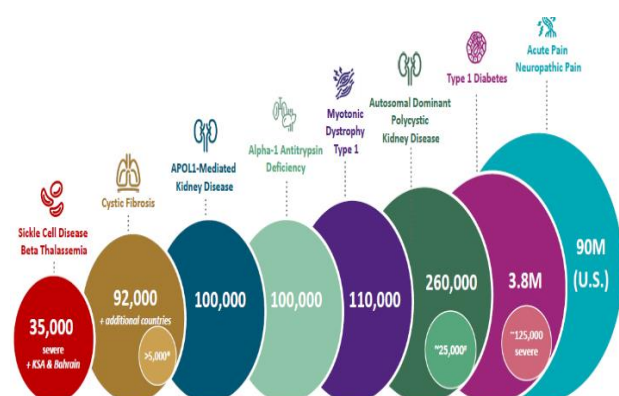 Acute Pain
Neuropathic Pain
Type 1 Diabetes
Autosomal Dominant
Polycystic
Kidney Disease
Myotonic
Dystrophy
Type 1
Alpha-1 Antitrypsin
Deficiency
APOL1-Mediated
Kidney Disease
Cystic Fibrosis
Sickle Cell Disease
Beta Thalassemia
35,000
severe
+ KSA & Bahrain
92,000
+ additional countries
>5,000*
100,000
100,000
110,000
260,000
~25,000#
3.8M
~125,000
severe
90M
(U.S.)